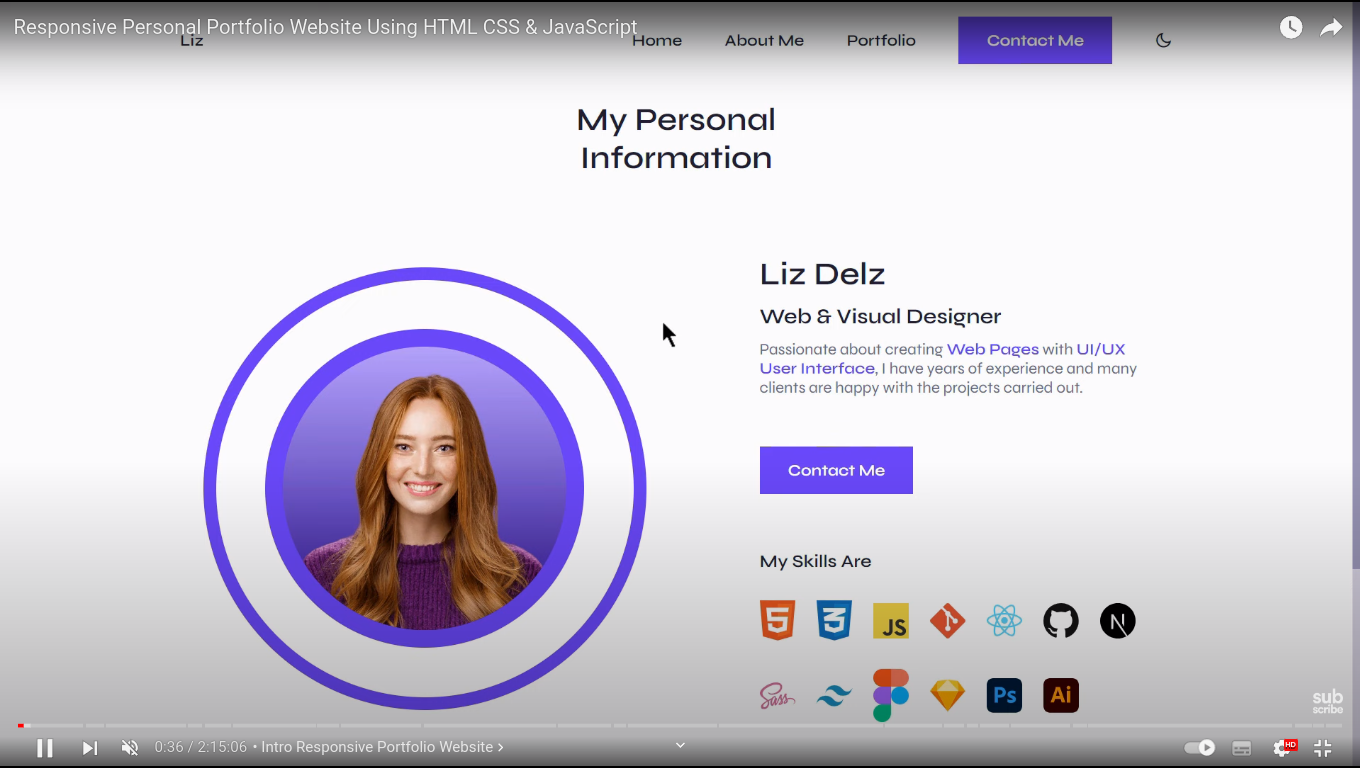 Responsive Personal Portfolio Website Using HTML CSS & JavaScript
Liz
Home
About Me
Portfolio
Contact Me
My Personal
Information
Liz Delz
Web & Visual Designer
Passionate about creating Web Pages with UI/UX
User Interface, I have years of experience and many
clients are happy with the projects carried out.
Contact Me
My Skills Are
5
3
JS
N
Sass
Ps
Ai
sub
scribe
0:36 / 2:15:06 • Intro Responsive Portfolio Website
HD